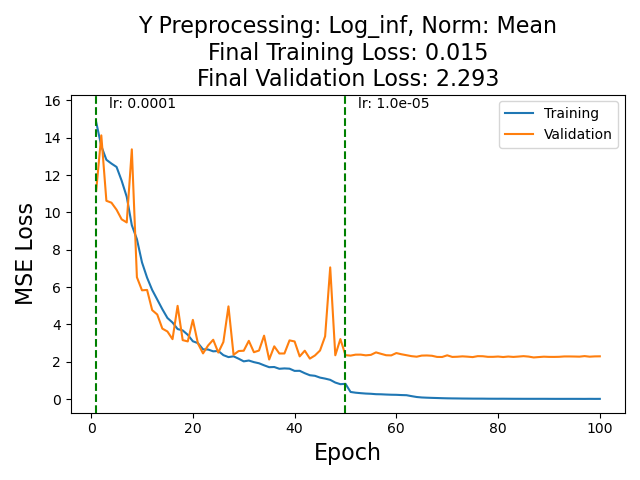 Y Preprocessing: Log_inf, Norm: Mean
Final Training Loss: 0.015
Final Validation Loss: 2.293
lr: 0.0001
lr: 1.0e-05
Training
Validation
MSE Loss
16
14
12
10
8
6
4
2
0
0
20
40
60
80
100
Epoch